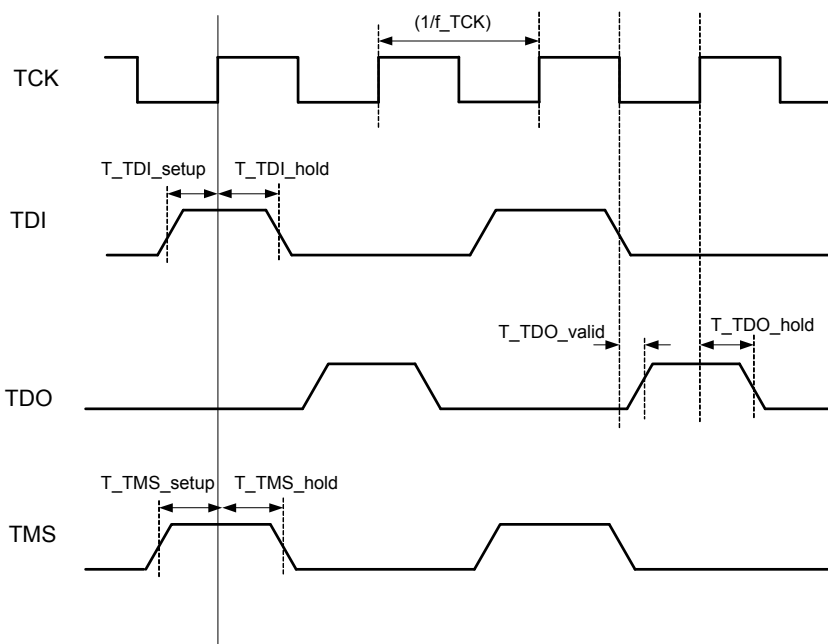 (1/f_TCK)
TCK
T_TDI_setup T_TDI_hold
TDI
T_TDO_valid T_TDO_hold
TDO
T_TMS_setup T_TMS_hold
TMS